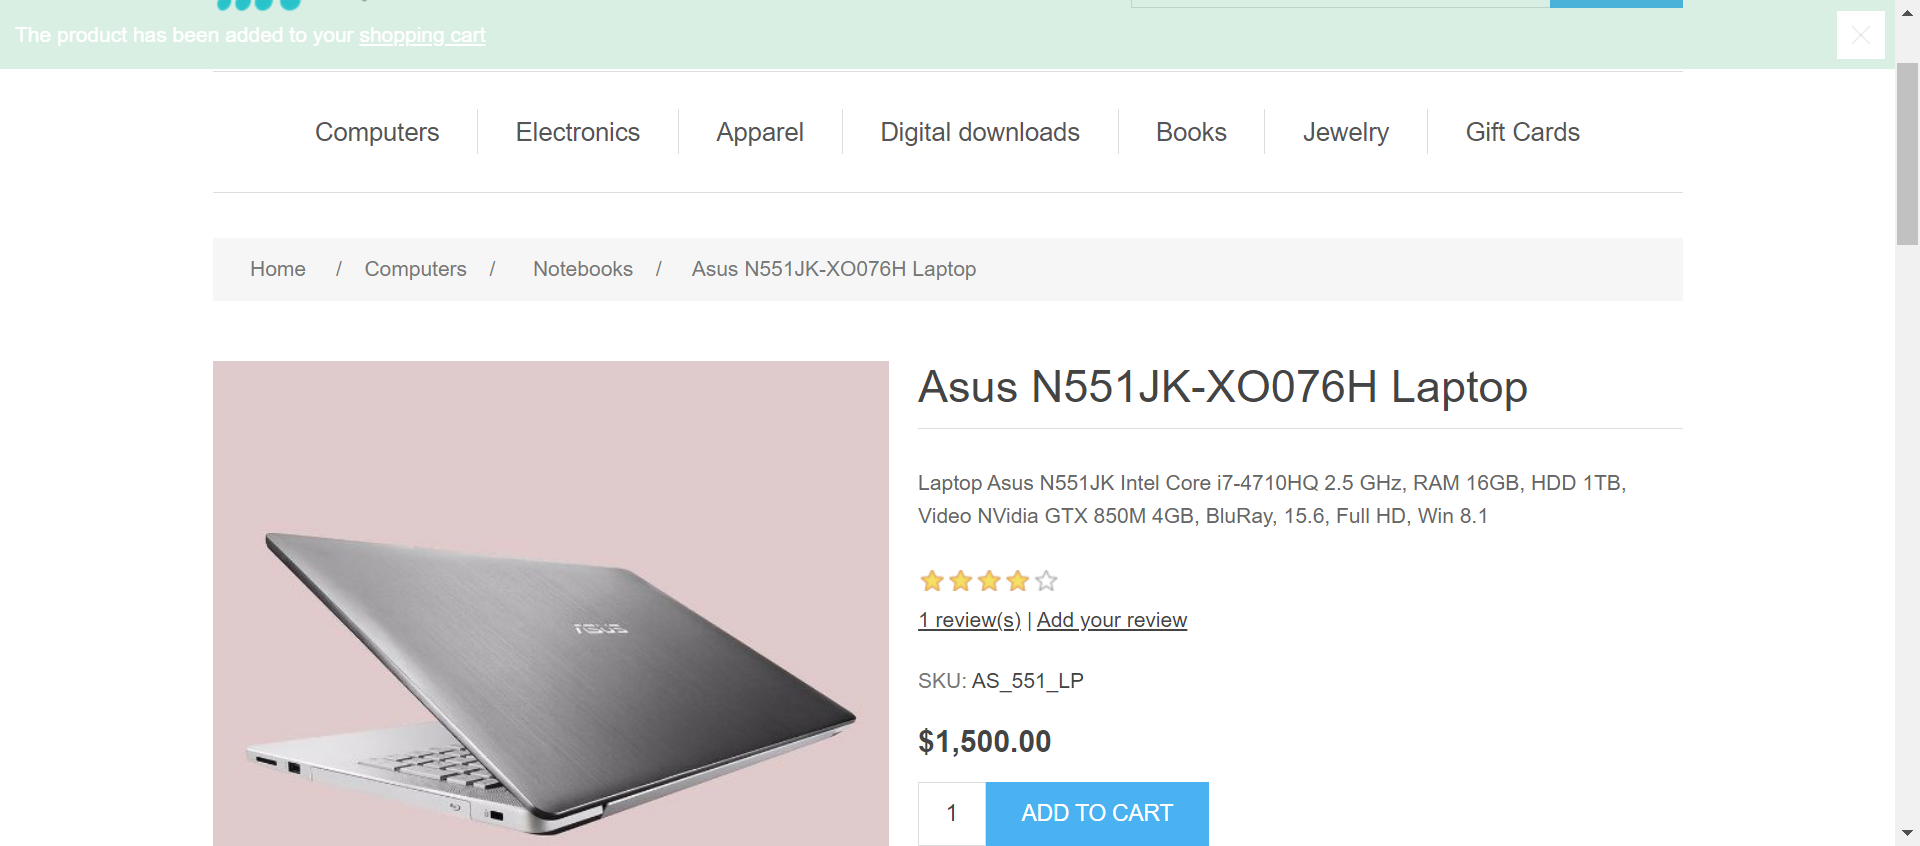 The product has been added to your shopping cart
Computers
Electronics
Apparel
Digital downloads
Books
Jewelry
Gift Cards
Home / Computers / Notebooks / Asus N551JK-XO076H Laptop
Asus N551JK-XO076H Laptop
Laptop Asus N551JK Intel Core i7-4710HQ 2.5 GHz, RAM 16GB, HDD 1TB,
Video NVidia GTX 850M 4GB, BluRay, 15.6, Full HD, Win 8.1
1 review(s) | Add your review
ASUS
SKU: AS_551_LP
$1,500.00
1 ADD TO CART